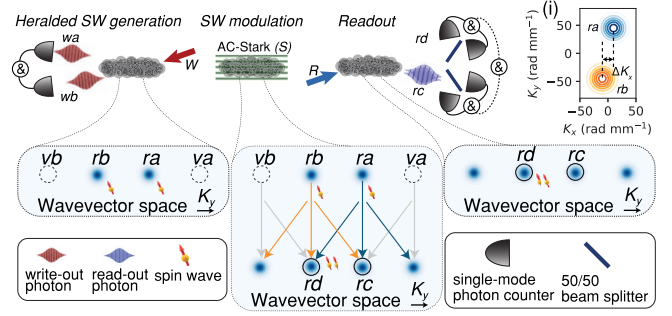 Heralded SW generation
SW modulation
Readout
(i)
wa
wb
&
W
AC-Stark (S)
R
rd
rc
&
&
&
K_y (rad mm⁻¹)
50
0
−50
−50
0
50
K_x (rad mm⁻¹)
ra
ΔK_x
rb
vb
rb
ra
va
Wavevector space
K_y
vb
rb
ra
va
rd
rc
Wavevector space
K_y
rd
rc
Wavevector space
K_y
write-out
photon
read-out
photon
spin wave
single-mode
photon counter
50/50
beam splitter